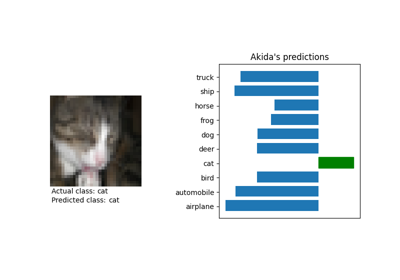 Akida's predictions
truck
ship
horse
frog
dog
deer
cat
bird
automobile
airplane
Actual class: cat
Predicted class: cat